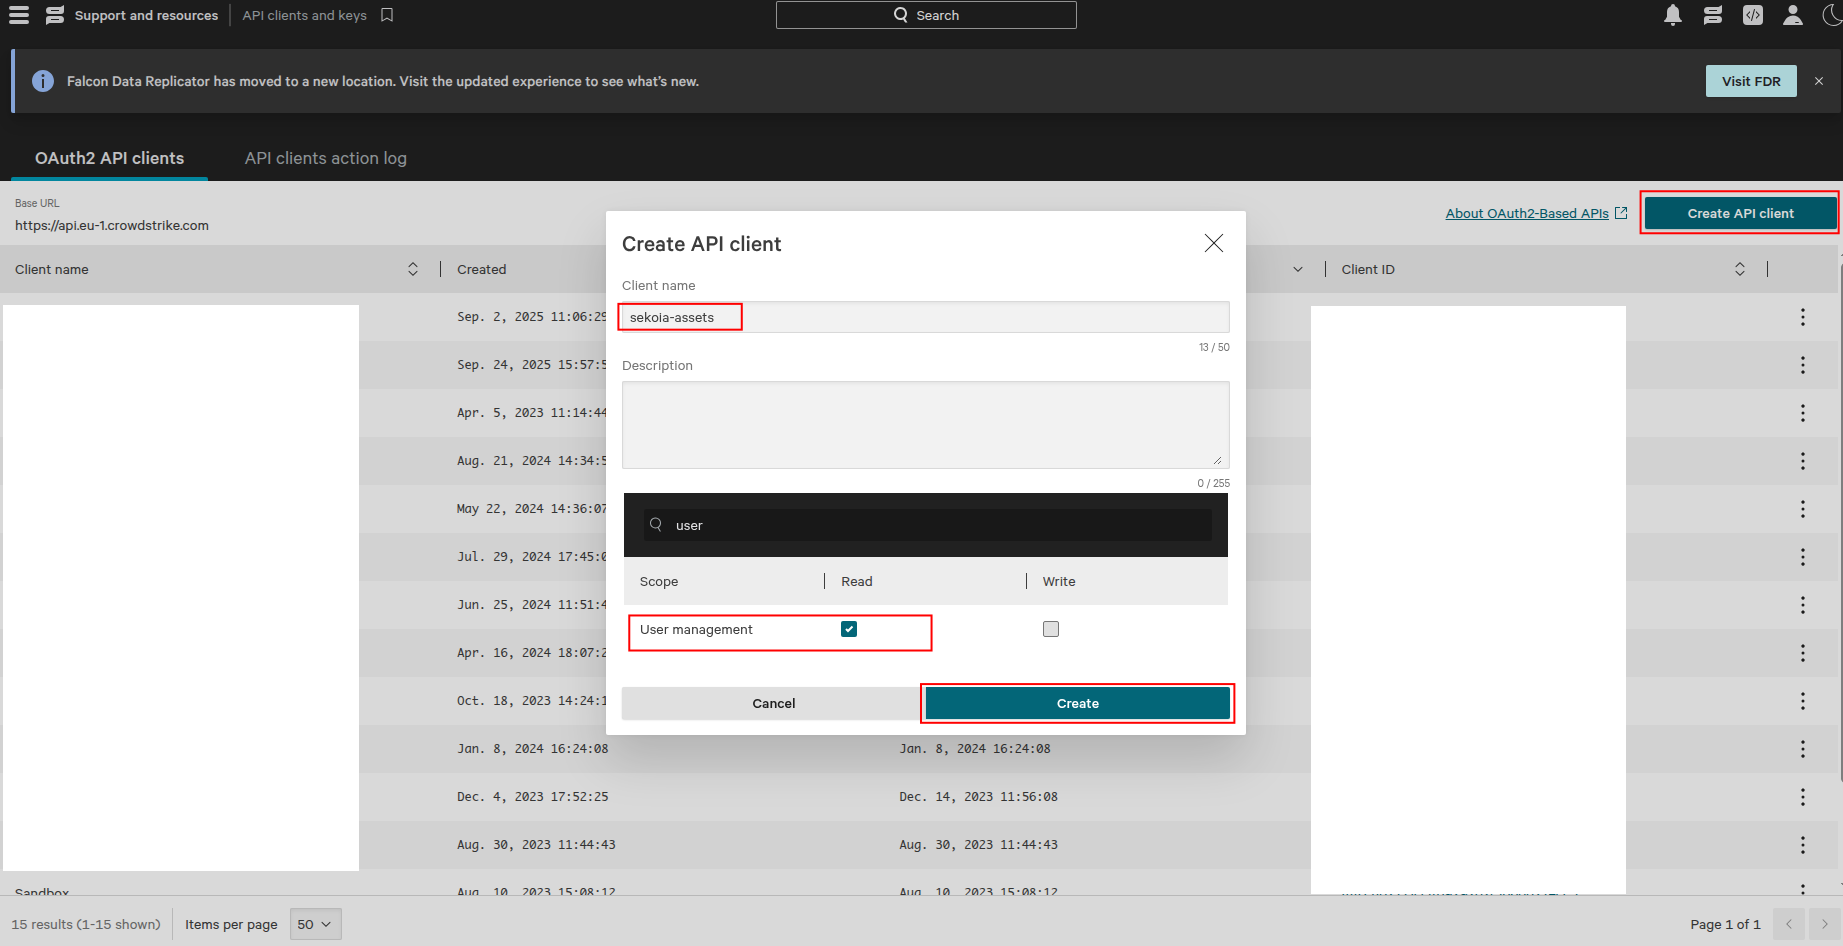 Support and resources
API clients and keys
Search
Falcon Data Replicator has moved to a new location. Visit the updated experience to see what's new.
Visit FDR
OAuth2 API clients
API clients action log
Base URL
https://api.eu-1.crowdstrike.com
About OAuth2-Based APIs
Create API client
Client name
Created
Client ID
Create API client
Client name
sekoia-assets
13 / 50
Description
0 / 255
user
Scope
Read
Write
User management
Cancel
Create
Sep. 2, 2025 11:06:29
Sep. 24, 2025 15:57:5
Apr. 5, 2023 11:14:44
Aug. 21, 2024 14:34:5
May 22, 2024 14:36:07
Jul. 29, 2024 17:45:0
Jun. 25, 2024 11:51:4
Apr. 16, 2024 18:07:2
Oct. 18, 2023 14:24:1
Jan. 8, 2024 16:24:08
Jan. 8, 2024 16:24:08
Dec. 4, 2023 17:52:25
Dec. 14, 2023 11:56:08
Aug. 30, 2023 11:44:43
Aug. 30, 2023 11:44:43
Sandbox
Aug. 10, 2023 15:08:12
Aug. 10, 2023 15:08:12
15 results (1-15 shown)
Items per page
50
Page 1 of 1